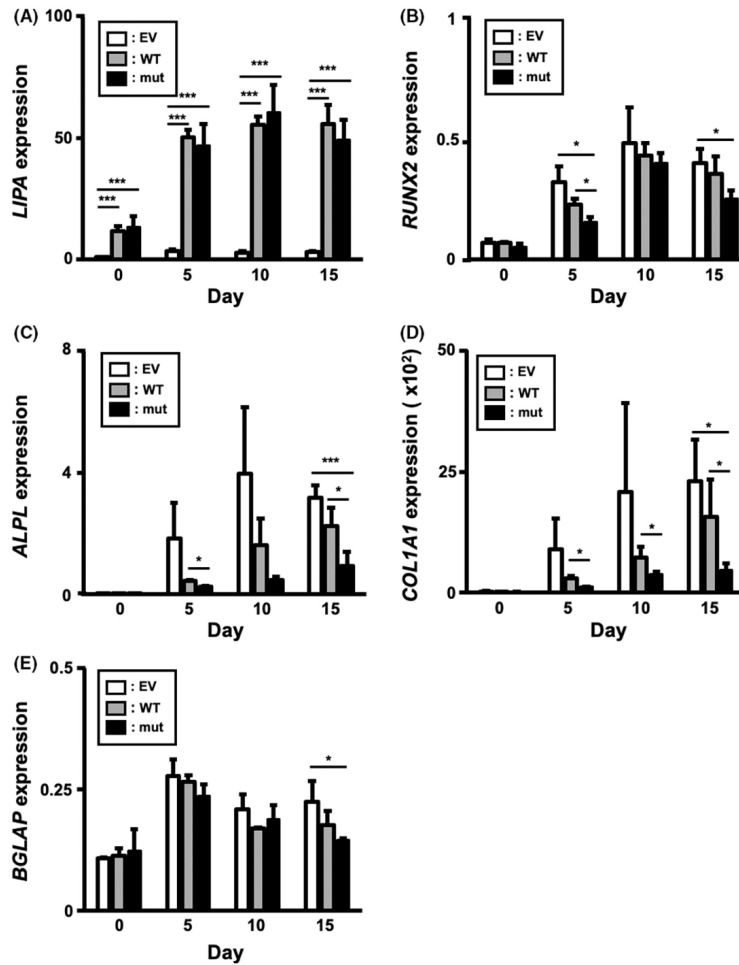 (A)
100
: EV
: WT
: mut
***
***
***
***
***
***
***
***
50
0
LIPA expression
0 5 10 15
Day
(B)
1
: EV
: WT
: mut
*
*
*
0.5
0
RUNX2 expression
0 5 10 15
Day
(C)
8
: EV
: WT
: mut
***
*
*
4
0
ALPL expression
0 5 10 15
Day
(D)
50
: EV
: WT
: mut
*
*
*
*
25
0
COL1A1 expression ( x10²)
0 5 10 15
Day
(E)
0.5
: EV
: WT
: mut
*
0.25
0
BGLAP expression
0 5 10 15
Day